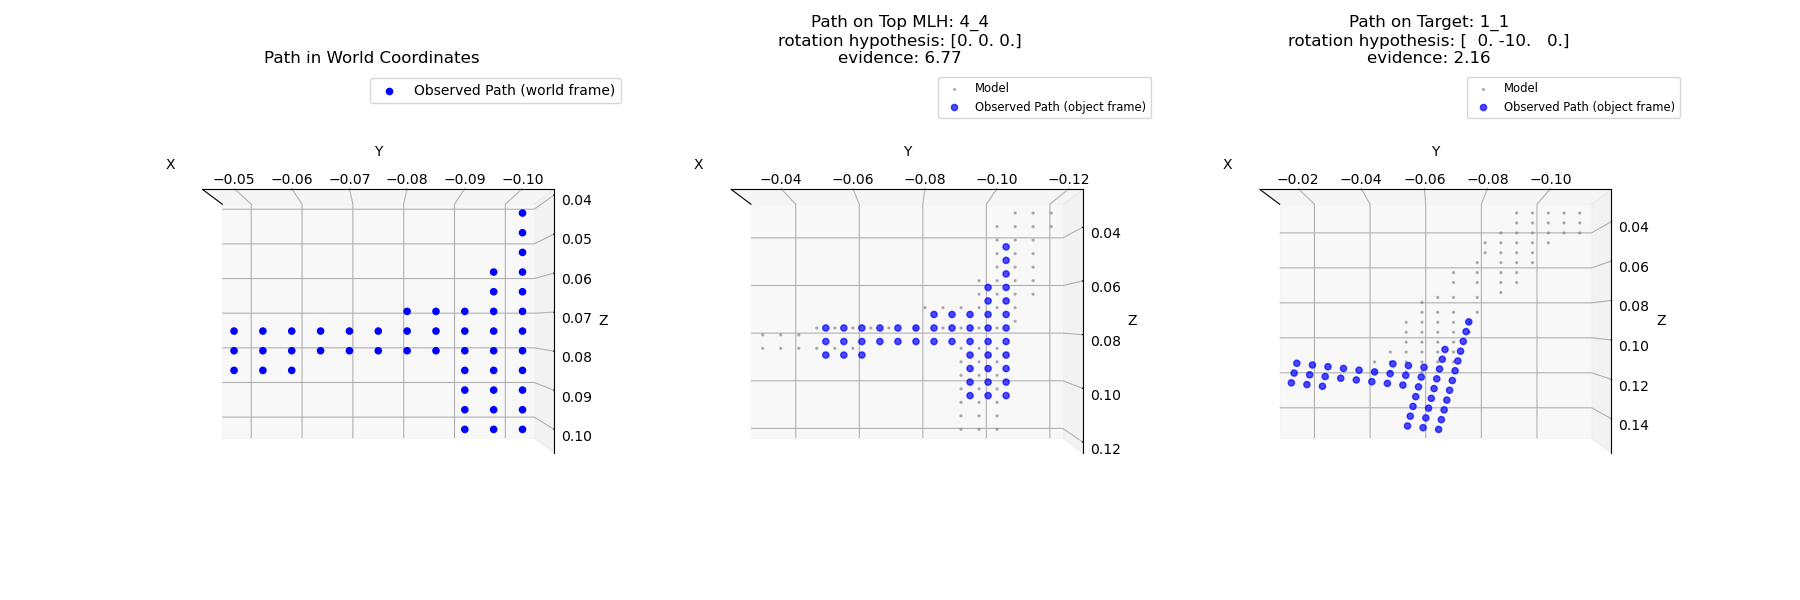 Path in World Coordinates
Observed Path (world frame)
X
Y
−0.05 −0.06 −0.07 −0.08 −0.09 −0.10
0.04
0.05
0.06
0.07
Z
0.08
0.09
0.10
Path on Top MLH: 4_4
rotation hypothesis: [0. 0. 0.]
evidence: 6.77
Model
Observed Path (object frame)
X
Y
−0.04 −0.06 −0.08 −0.10 −0.12
0.04
0.06
Z
0.08
0.10
0.12
Path on Target: 1_1
rotation hypothesis: [  0. -10.   0.]
evidence: 2.16
Model
Observed Path (object frame)
X
Y
−0.02 −0.04 −0.06 −0.08 −0.10
0.04
0.06
0.08
Z
0.10
0.12
0.14